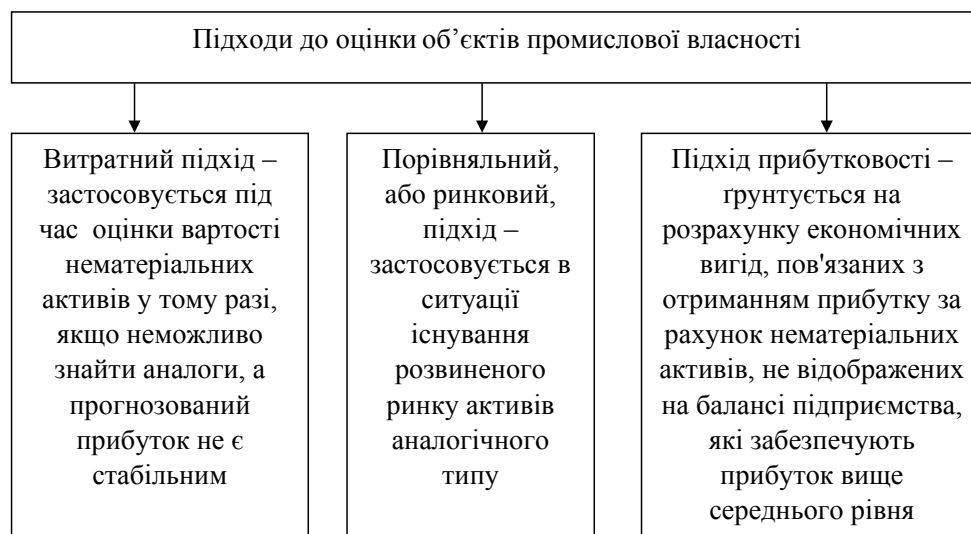 Підходи до оцінки об’єктів промислової власності
Витратний підхід –
застосовується під
час оцінки вартості
нематеріальних
активів у тому разі,
якщо неможливо
знайти аналоги, а
прогнозований
прибуток не є
стабільним
Порівняльний,
або ринковий,
підхід –
застосовується в
ситуації
існування
розвиненого
ринку активів
аналогічного
типу
Підхід прибутковості –
ґрунтується на
розрахунку економічних
вигід, пов'язаних з
отриманням прибутку за
рахунок нематеріальних
активів, не відображених
на балансі підприємства,
які забезпечують
прибуток вище
середнього рівня